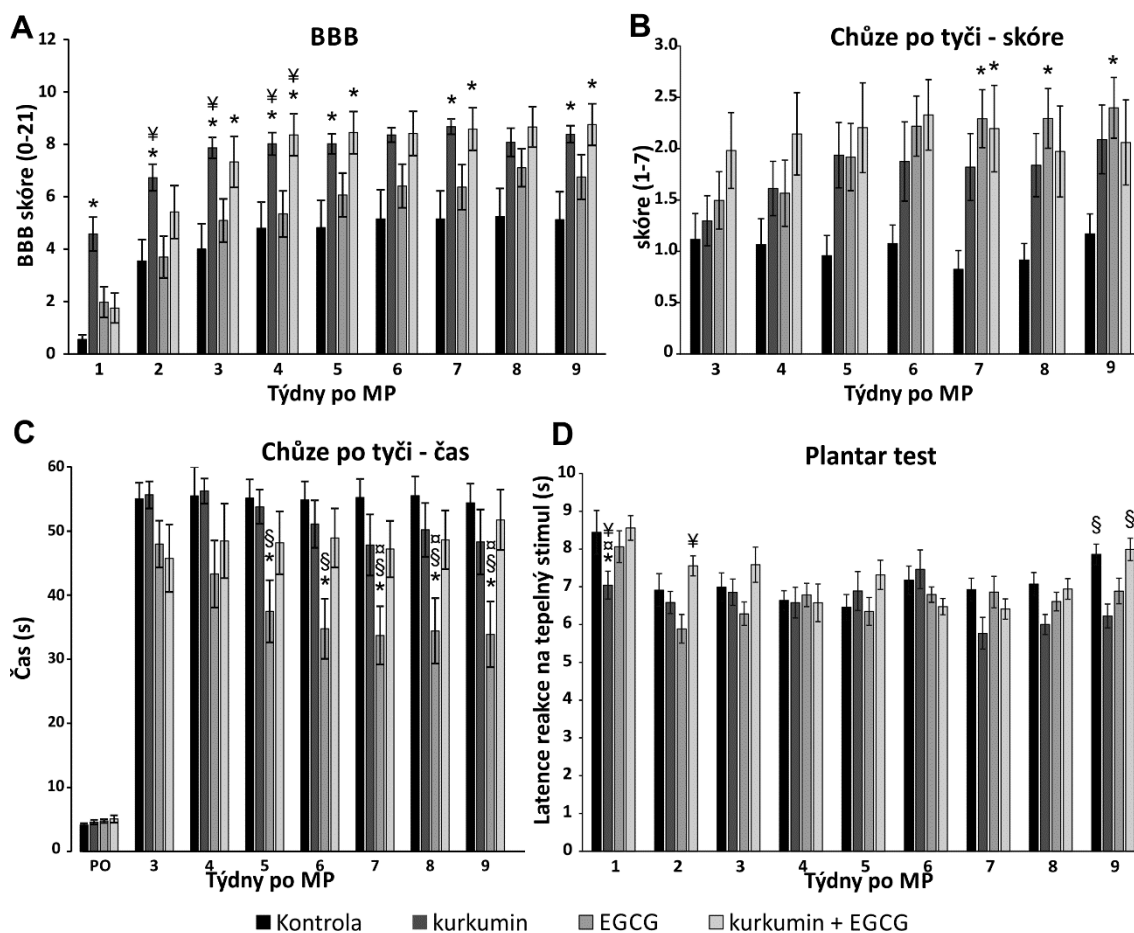 A
BBB
BBB skóre (0-21)
12
10
8
6
4
2
0
* ¥ * ¥ * * ¥ * ¥ * * * * * * *
1 2 3 4 5 6 7 8 9
Týdny po MP
B
Chůze po tyči - skóre
skóre (1-7)
3.0
2.5
2.0
1.5
1.0
0.5
0.0
* * * *
3 4 5 6 7 8 9
Týdny po MP
C
Chůze po tyči - čas
Čas (s)
60
50
40
30
20
10
0
§ * § * ¤ § * ¤ § * ¤ § *
PO 3 4 5 6 7 8 9
Týdny po MP
D
Plantar test
Latence reakce na tepelný stimul (s)
10
9
8
7
6
5
4
3
2
1
0
¥ ¤ * ¥ § §
1 2 3 4 5 6 7 8 9
Týdny po MP
Kontrola kurkumin EGCG kurkumin + EGCG